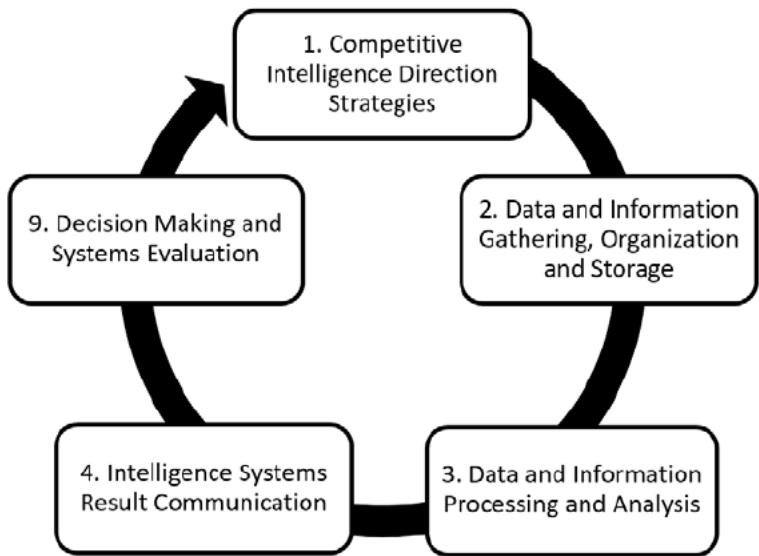 1. Competitive
Intelligence Direction
Strategies
2. Data and Information
Gathering, Organization
and Storage
3. Data and Information
Processing and Analysis
4. Intelligence Systems
Result Communication
9. Decision Making and
Systems Evaluation